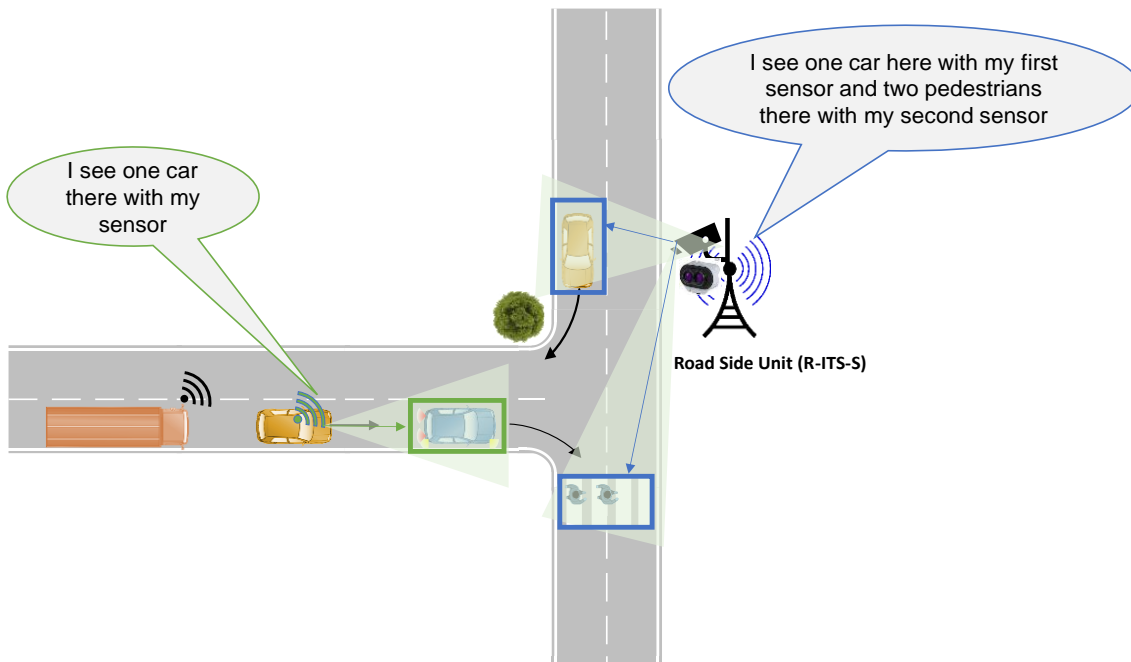 I see one car here with my first
sensor and two pedestrians
there with my second sensor
I see one car
there with my
sensor
Road Side Unit (R-ITS-S)